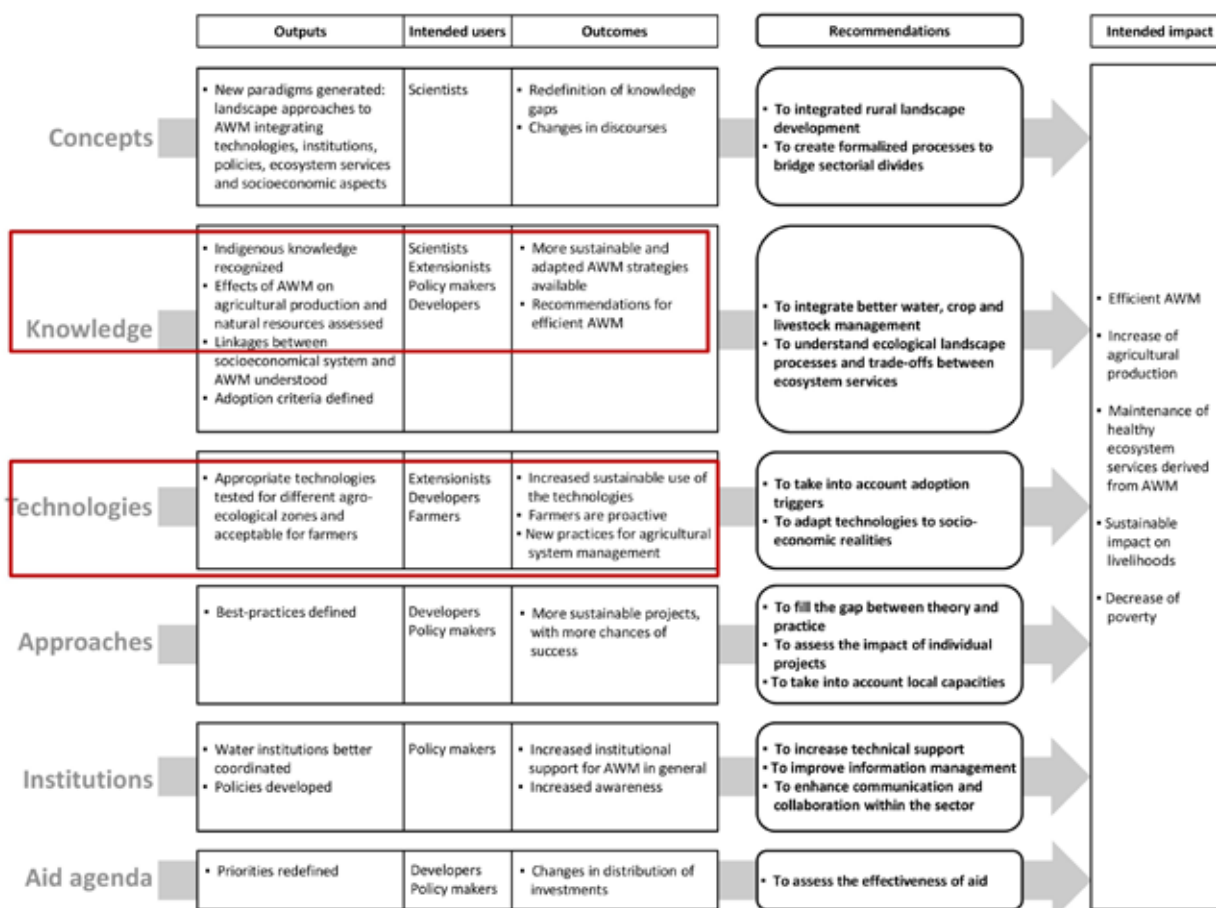 Outputs
Intended users
Outcomes
Recommendations
Intended impact
Concepts
▪ New paradigms generated:
landscape approaches to
AWM integrating
technologies, institutions,
policies, ecosystem services
and socioeconomic aspects
Scientists
▪ Redefinition of knowledge
gaps
▪ Changes in discourses
▪ To integrated rural landscape
development
▪ To create formalized processes to
bridge sectorial divides
Knowledge
▪ Indigenous knowledge
recognized
▪ Effects of AWM on
agricultural production and
natural resources assessed
▪ Linkages between
socioeconomical system and
AWM understood
▪ Adoption criteria defined
Scientists
Extensionists
Policy makers
Developers
▪ More sustainable and
adapted AWM strategies
available
▪ Recommendations for
efficient AWM
▪ To integrate better water, crop and
livestock management
▪ To understand ecological landscape
processes and trade-offs between
ecosystem services
Technologies
▪ Appropriate technologies
tested for different agro-
ecological zones and
acceptable for farmers
Extensionists
Developers
Farmers
▪ Increased sustainable use of
the technologies
▪ Farmers are proactive
▪ New practices for agricultural
system management
▪ To take into account adoption
triggers
▪ To adapt technologies to socio-
economic realities
Approaches
▪ Best-practices defined
Developers
Policy makers
▪ More sustainable projects,
with more chances of
success
▪ To fill the gap between theory and
practice
▪ To assess the impact of individual
projects
▪ To take into account local capacities
Institutions
▪ Water institutions better
coordinated
▪ Policies developed
Policy makers
▪ Increased institutional
support for AWM in general
▪ Increased awareness
▪ To increase technical support
▪ To improve information management
▪ To enhance communication and
collaboration within the sector
Aid agenda
▪ Priorities redefined
Developers
Policy makers
▪ Changes in distribution of
investments
▪ To assess the effectiveness of aid
▪ Efficient AWM
▪ Increase of
agricultural
production
▪ Maintenance of
healthy
ecosystem
services derived
from AWM
▪ Sustainable
impact on
livelihoods
▪ Decrease of
poverty